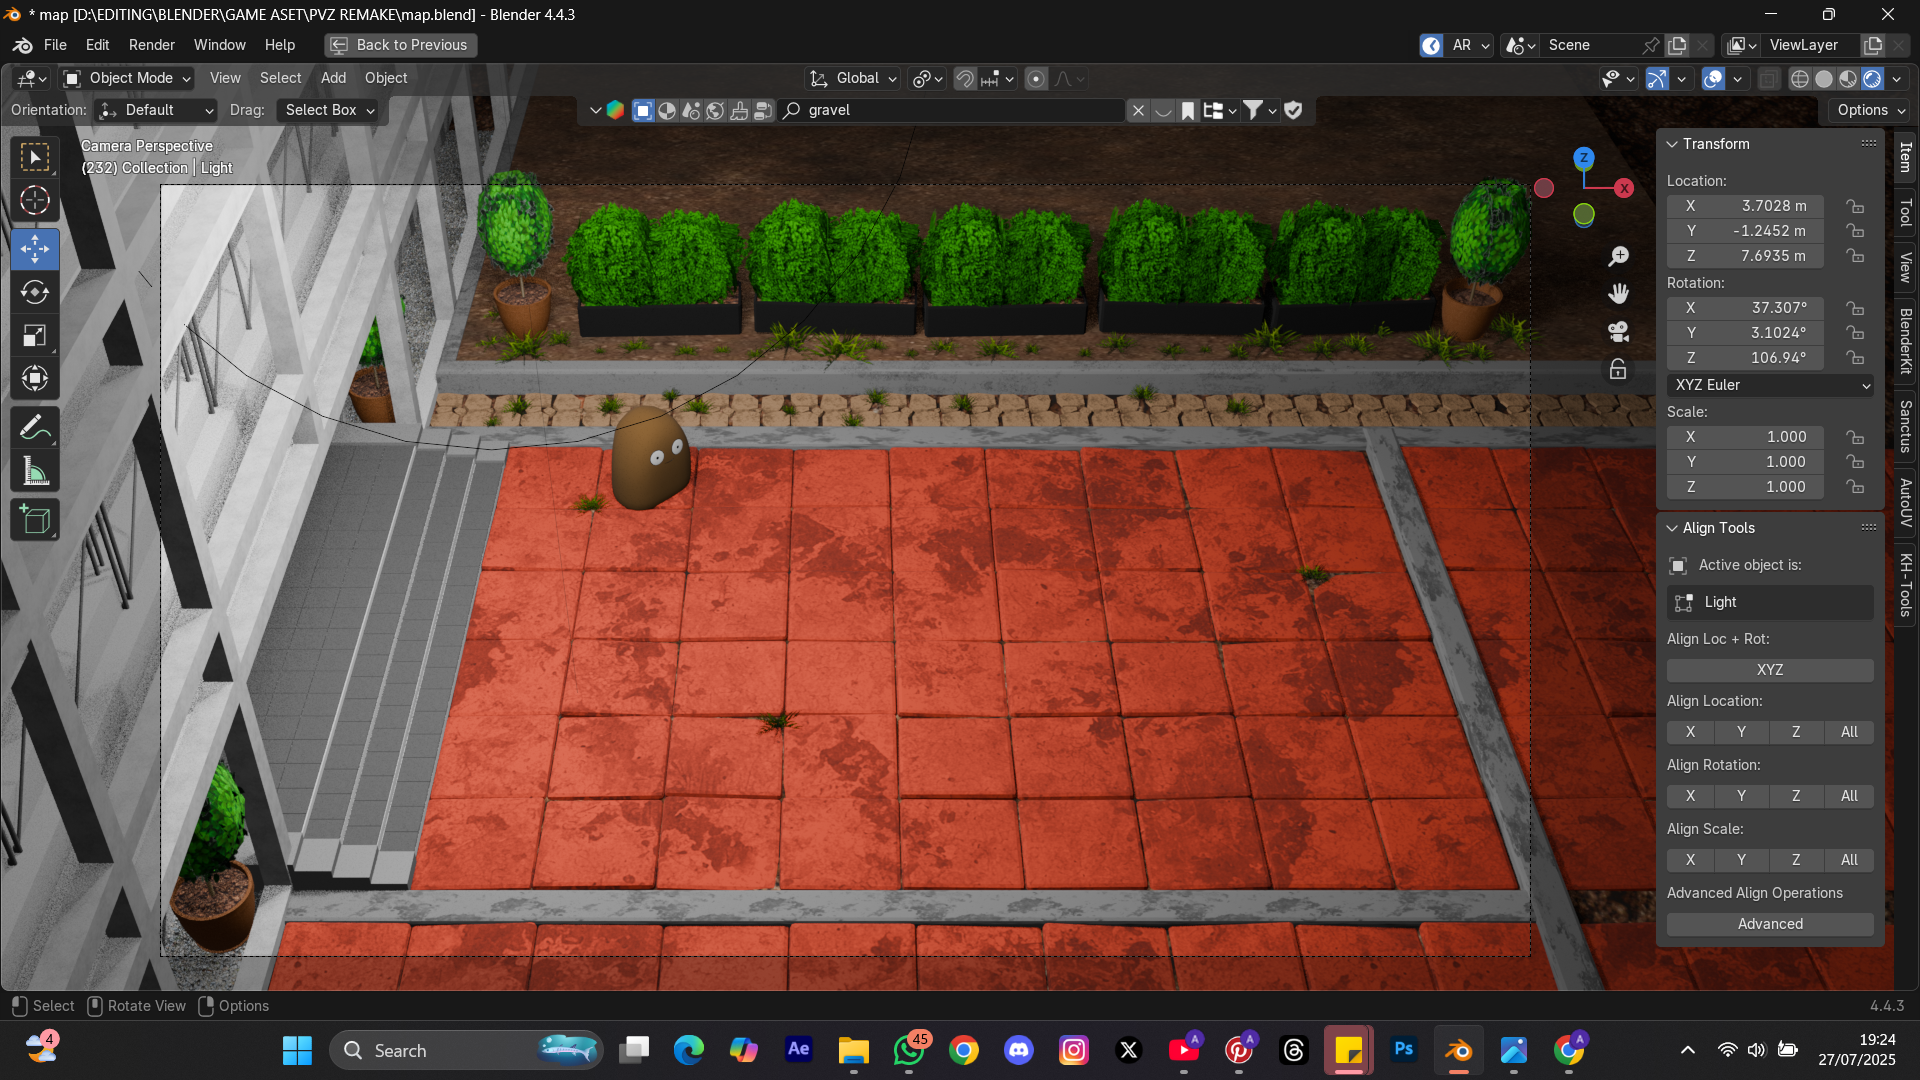 * map [D:\EDITING\BLENDER\GAME ASET\PVZ REMAKE\map.blend] - Blender 4.4.3
File Edit Render Window Help Back to Previous AR Scene ViewLayer
Object Mode View Select Add Object Global
Orientation: Default Drag: Select Box gravel Options
Camera Perspective
(232) Collection | Light
Z
X
Transform
Location:
X 3.7028 m
Y -1.2452 m
Z 7.6935 m
Rotation:
X 37.307°
Y 3.1024°
Z 106.94°
XYZ Euler
Scale:
X 1.000
Y 1.000
Z 1.000
Align Tools
Active object is:
Light
Align Loc + Rot:
XYZ
Align Location:
X Y Z All
Align Rotation:
X Y Z All
Align Scale:
X Y Z All
Advanced Align Operations
Advanced
Item
Tool
View
BlenderKit
Sanctus
AutoUV
KH-Tools
Select Rotate View Options 4.4.3
4
Search
Ae
45
A
A
Ps
A
19:24
27/07/2025